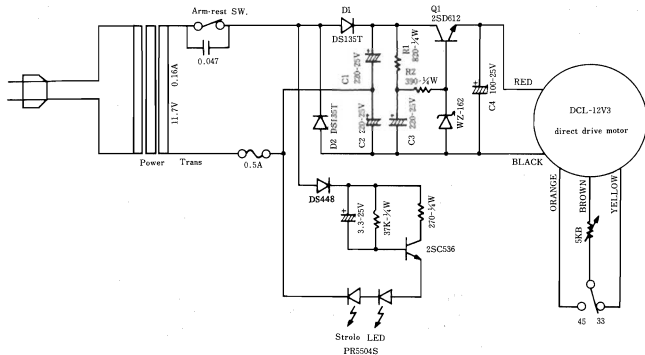 Arm-rest SW.
0.047
0.16A
11.7V
Power Trans
0.5A
D1
DS135T
D2 DS135T
C1
220-25V
C2 220-25V
R1
820-¼W
R2
390-¼W
C3
220-25V
Q1
2SD612
WZ-162
C4 100-25V
RED
BLACK
DCL-12V3
direct drive motor
ORANGE
BROWN
YELLOW
5KB
45 33
DS448
3.3-25V
37K-¼W
270-¼W
2SC536
Strolo LED
PR5504S